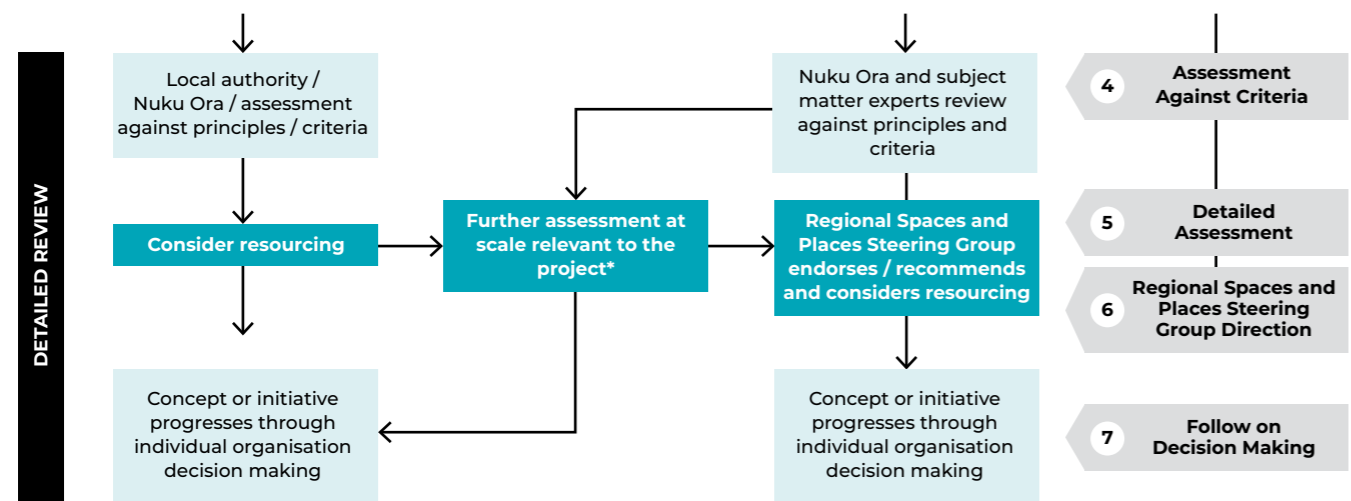 DETAILED REVIEW
Local authority /
Nuku Ora / assessment
against principles / criteria
Nuku Ora and subject
matter experts review
against principles and
criteria
4
Assessment
Against Criteria
Consider resourcing
Further assessment at
scale relevant to the
project*
Regional Spaces and
Places Steering Group
endorses / recommends
and considers resourcing
5
Detailed
Assessment
6
Regional Spaces and
Places Steering
Group Direction
Concept or initiative
progresses through
individual organisation
decision making
Concept or initiative
progresses through
individual organisation
decision making
7
Follow on
Decision Making